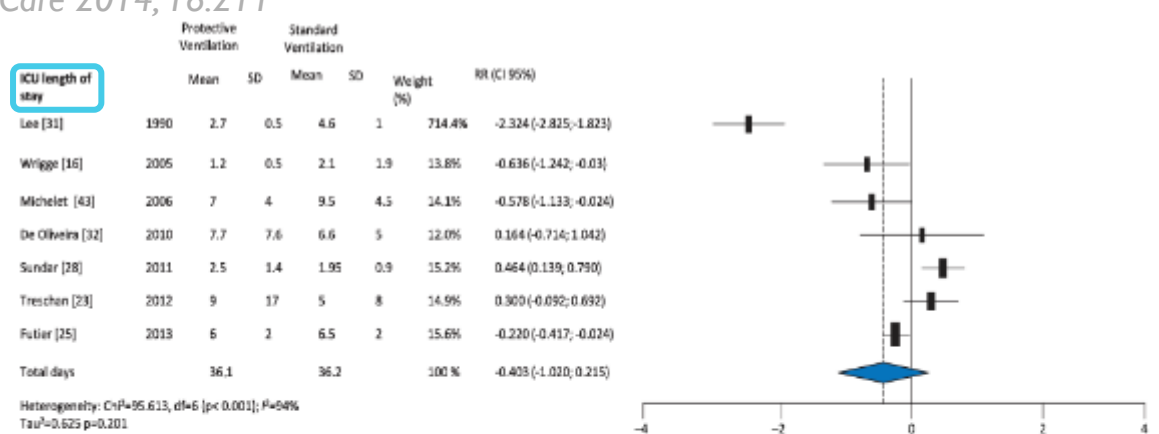 Care 2014, 18:211
Protective Ventilation Standard Ventilation
ICU length of stay Mean SD Mean SD Weight (%) RR (CI 95%)
Lee [31] 1990 2.7 0.5 4.6 1 714.4% -2.324 (-2.825;-1.823)
Wrigge [16] 2005 1.2 0.5 2.1 1.9 13.8% -0.636 (-1.242; -0.03)
Michelet [43] 2006 7 4 9.5 4.5 14.1% -0.578 (-1.133; -0.024)
De Oliveira [32] 2010 7.7 7.6 6.6 5 12.0% 0.164 (-0.714; 1.042)
Sundar [28] 2011 2.5 1.4 1.95 0.9 15.2% 0.464 (0.139; 0.790)
Treschan [23] 2012 9 17 5 8 14.9% 0.300 (-0.092; 0.692)
Futier [25] 2013 6 2 6.5 2 15.6% -0.220 (-0.417; -0.024)
Total days 36.1 36.2 100 % -0.403 (-1.020; 0.215)
Heterogeneity: Chi²=95.613, df=6 (p< 0.001); I²=94%
Tau²=0.625 p=0.201
-4 -2 0 2 4